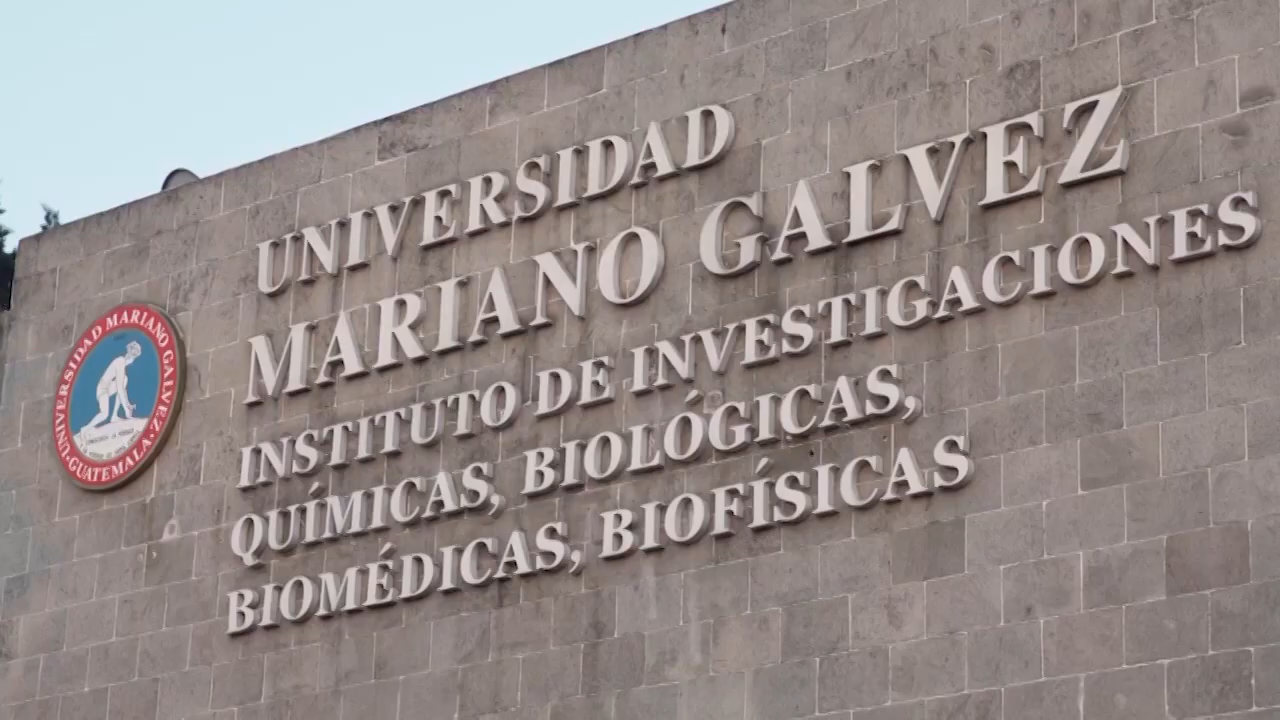 UNIVERSIDAD
MARIANO GALVEZ
INSTITUTO DE INVESTIGACIONES
QUÍMICAS, BIOLÓGICAS,
BIOMÉDICAS, BIOFÍSICAS
UNIVERSIDAD MARIANO GALVEZ
GUATEMALA